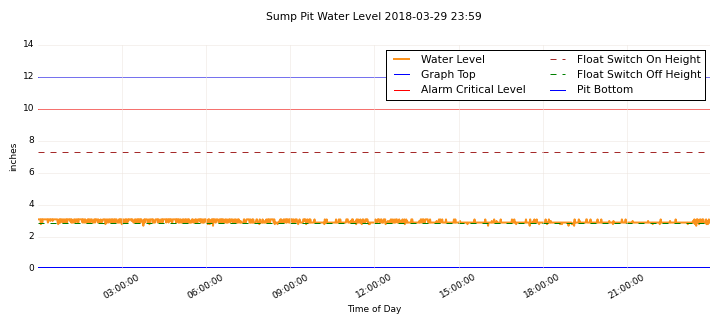 Sump Pit Water Level 2018-03-29 23:59
14
12
10
8
6
4
2
0
inches
Water Level
Graph Top
Alarm Critical Level
Float Switch On Height
Float Switch Off Height
Pit Bottom
03:00:00 06:00:00 09:00:00 12:00:00 15:00:00 18:00:00 21:00:00
Time of Day